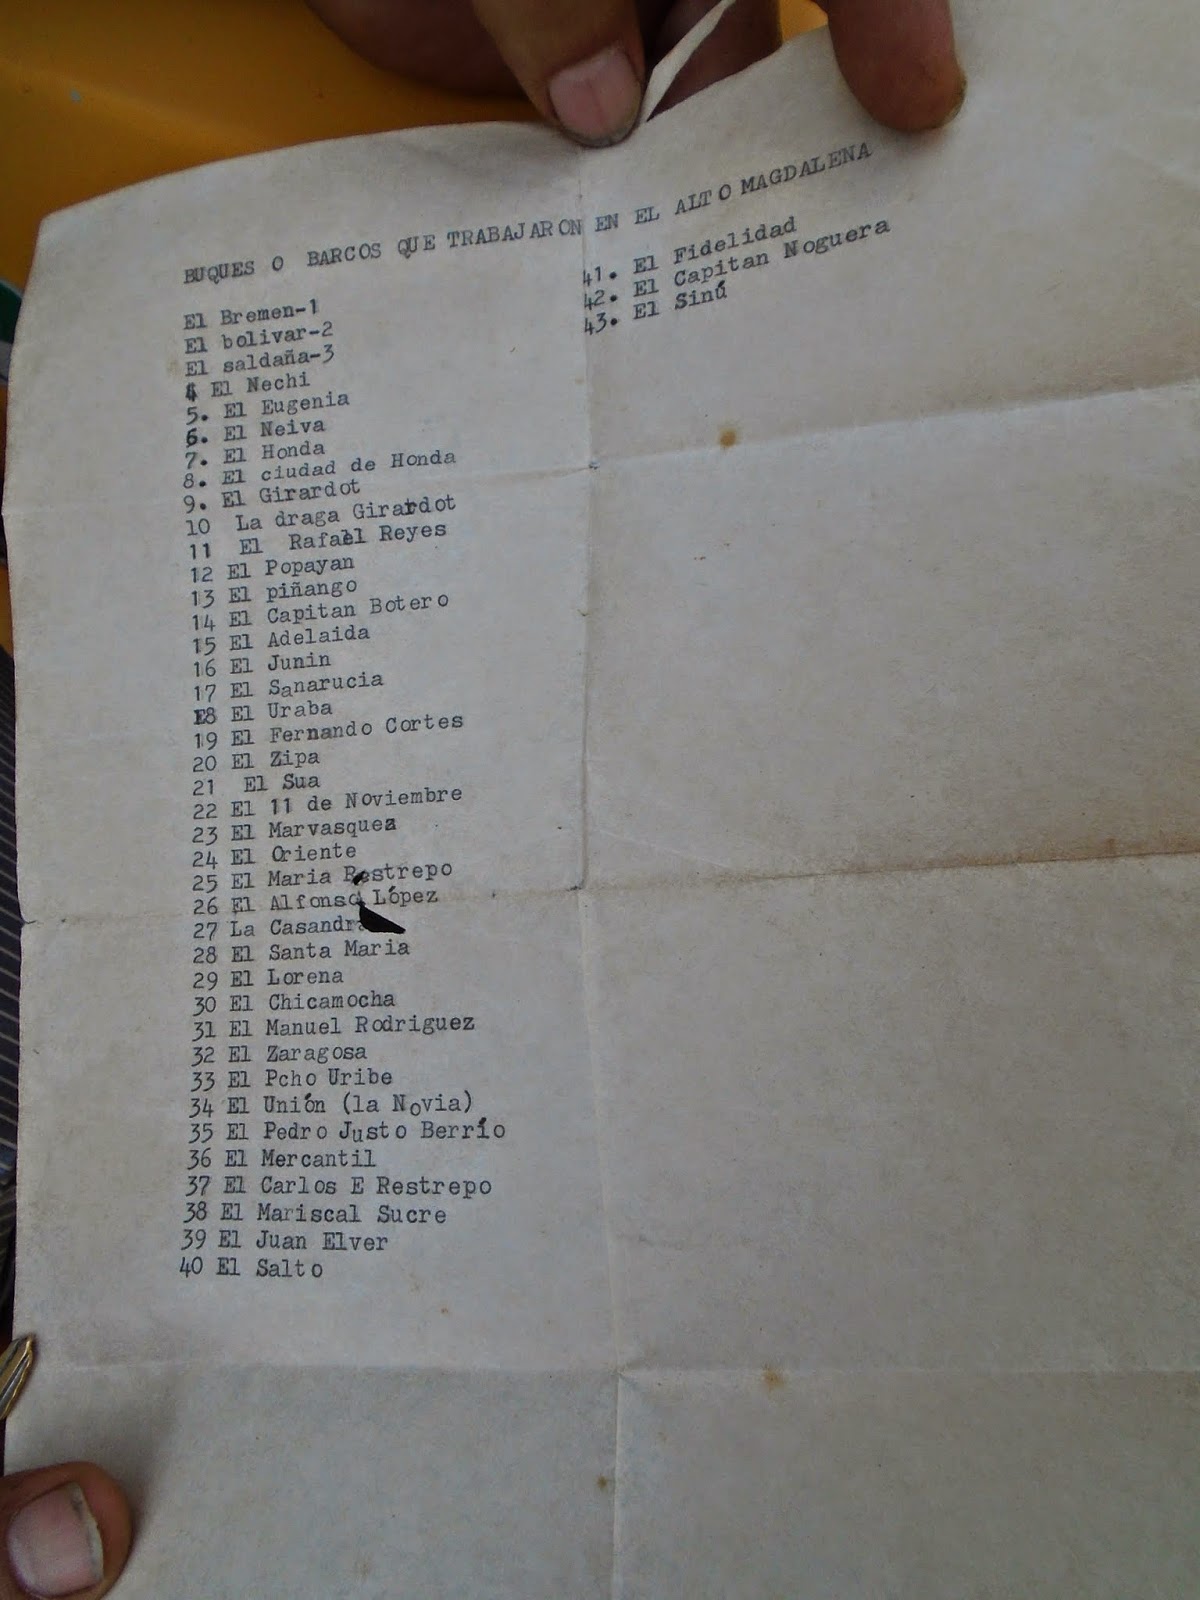 BUQUES O BARCOS QUE TRABAJARON EN EL ALTO MAGDALENA
El Bremen-1
El bolivar-2
El saldaña-3
4 El Nechi
5. El Eugenia
6. El Neiva
7. El Honda
8. El ciudad de Honda
9. El Girardot
10 La draga Girardot
11 El Rafael Reyes
12 El Popayan
13 El piñango
14 El Capitan Botero
15 El Adelaida
16 El Junin
17 El Sanarucia
18 El Uraba
19 El Fernando Cortes
20 El Zipa
21 El Sua
22 El 11 de Noviembre
23 El Marvasquez
24 El Oriente
25 El Maria Restrepo
26 El Alfonso López
27 La Casandra
28 El Santa Maria
29 El Lorena
30 El Chicamocha
31 El Manuel Rodriguez
32 El Zaragosa
33 El Pcho Uribe
34 El Unión (la Novia)
35 El Pedro Justo Berrío
36 El Mercantil
37 El Carlos E Restrepo
38 El Mariscal Sucre
39 El Juan Elver
40 El Salto
41. El Fidelidad
42. El Capitan Noguera
43. El Sinú